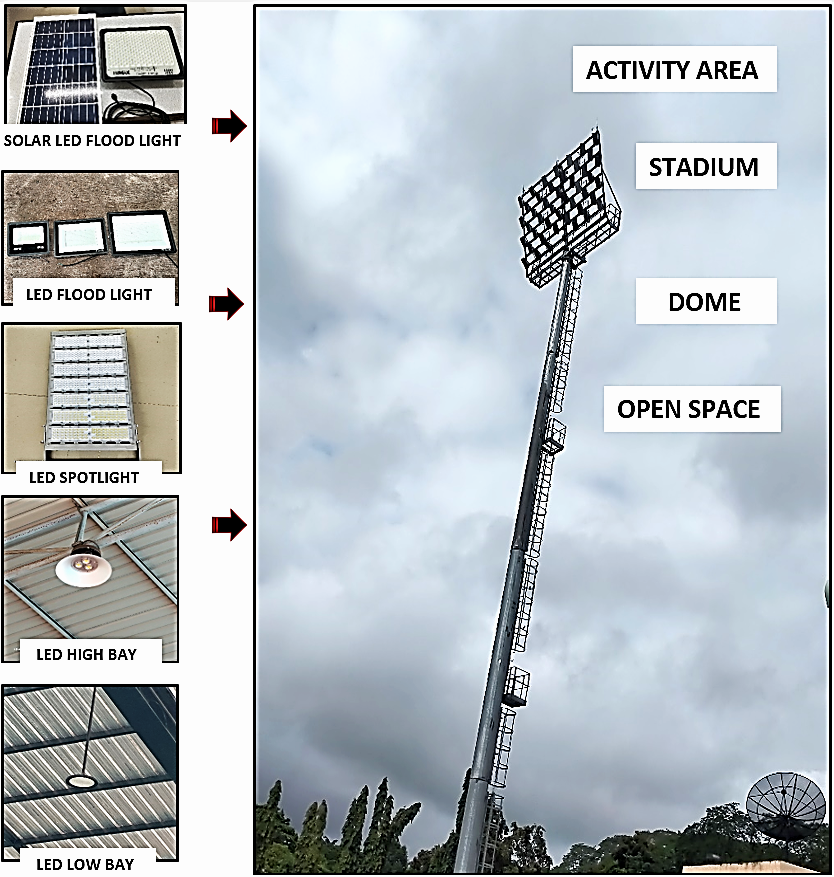 SOLAR LED FLOOD LIGHT
LED FLOOD LIGHT
LED SPOTLIGHT
LED HIGH BAY
LED LOW BAY
ACTIVITY AREA
STADIUM
DOME
OPEN SPACE